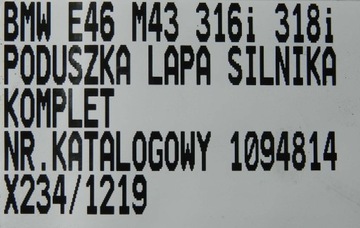 BMW E46 M43 316i 318i
PODUSZKA LAPA SILNIKA
KOMPLET
NR.KATALOGOWY 1094814
X234/1219